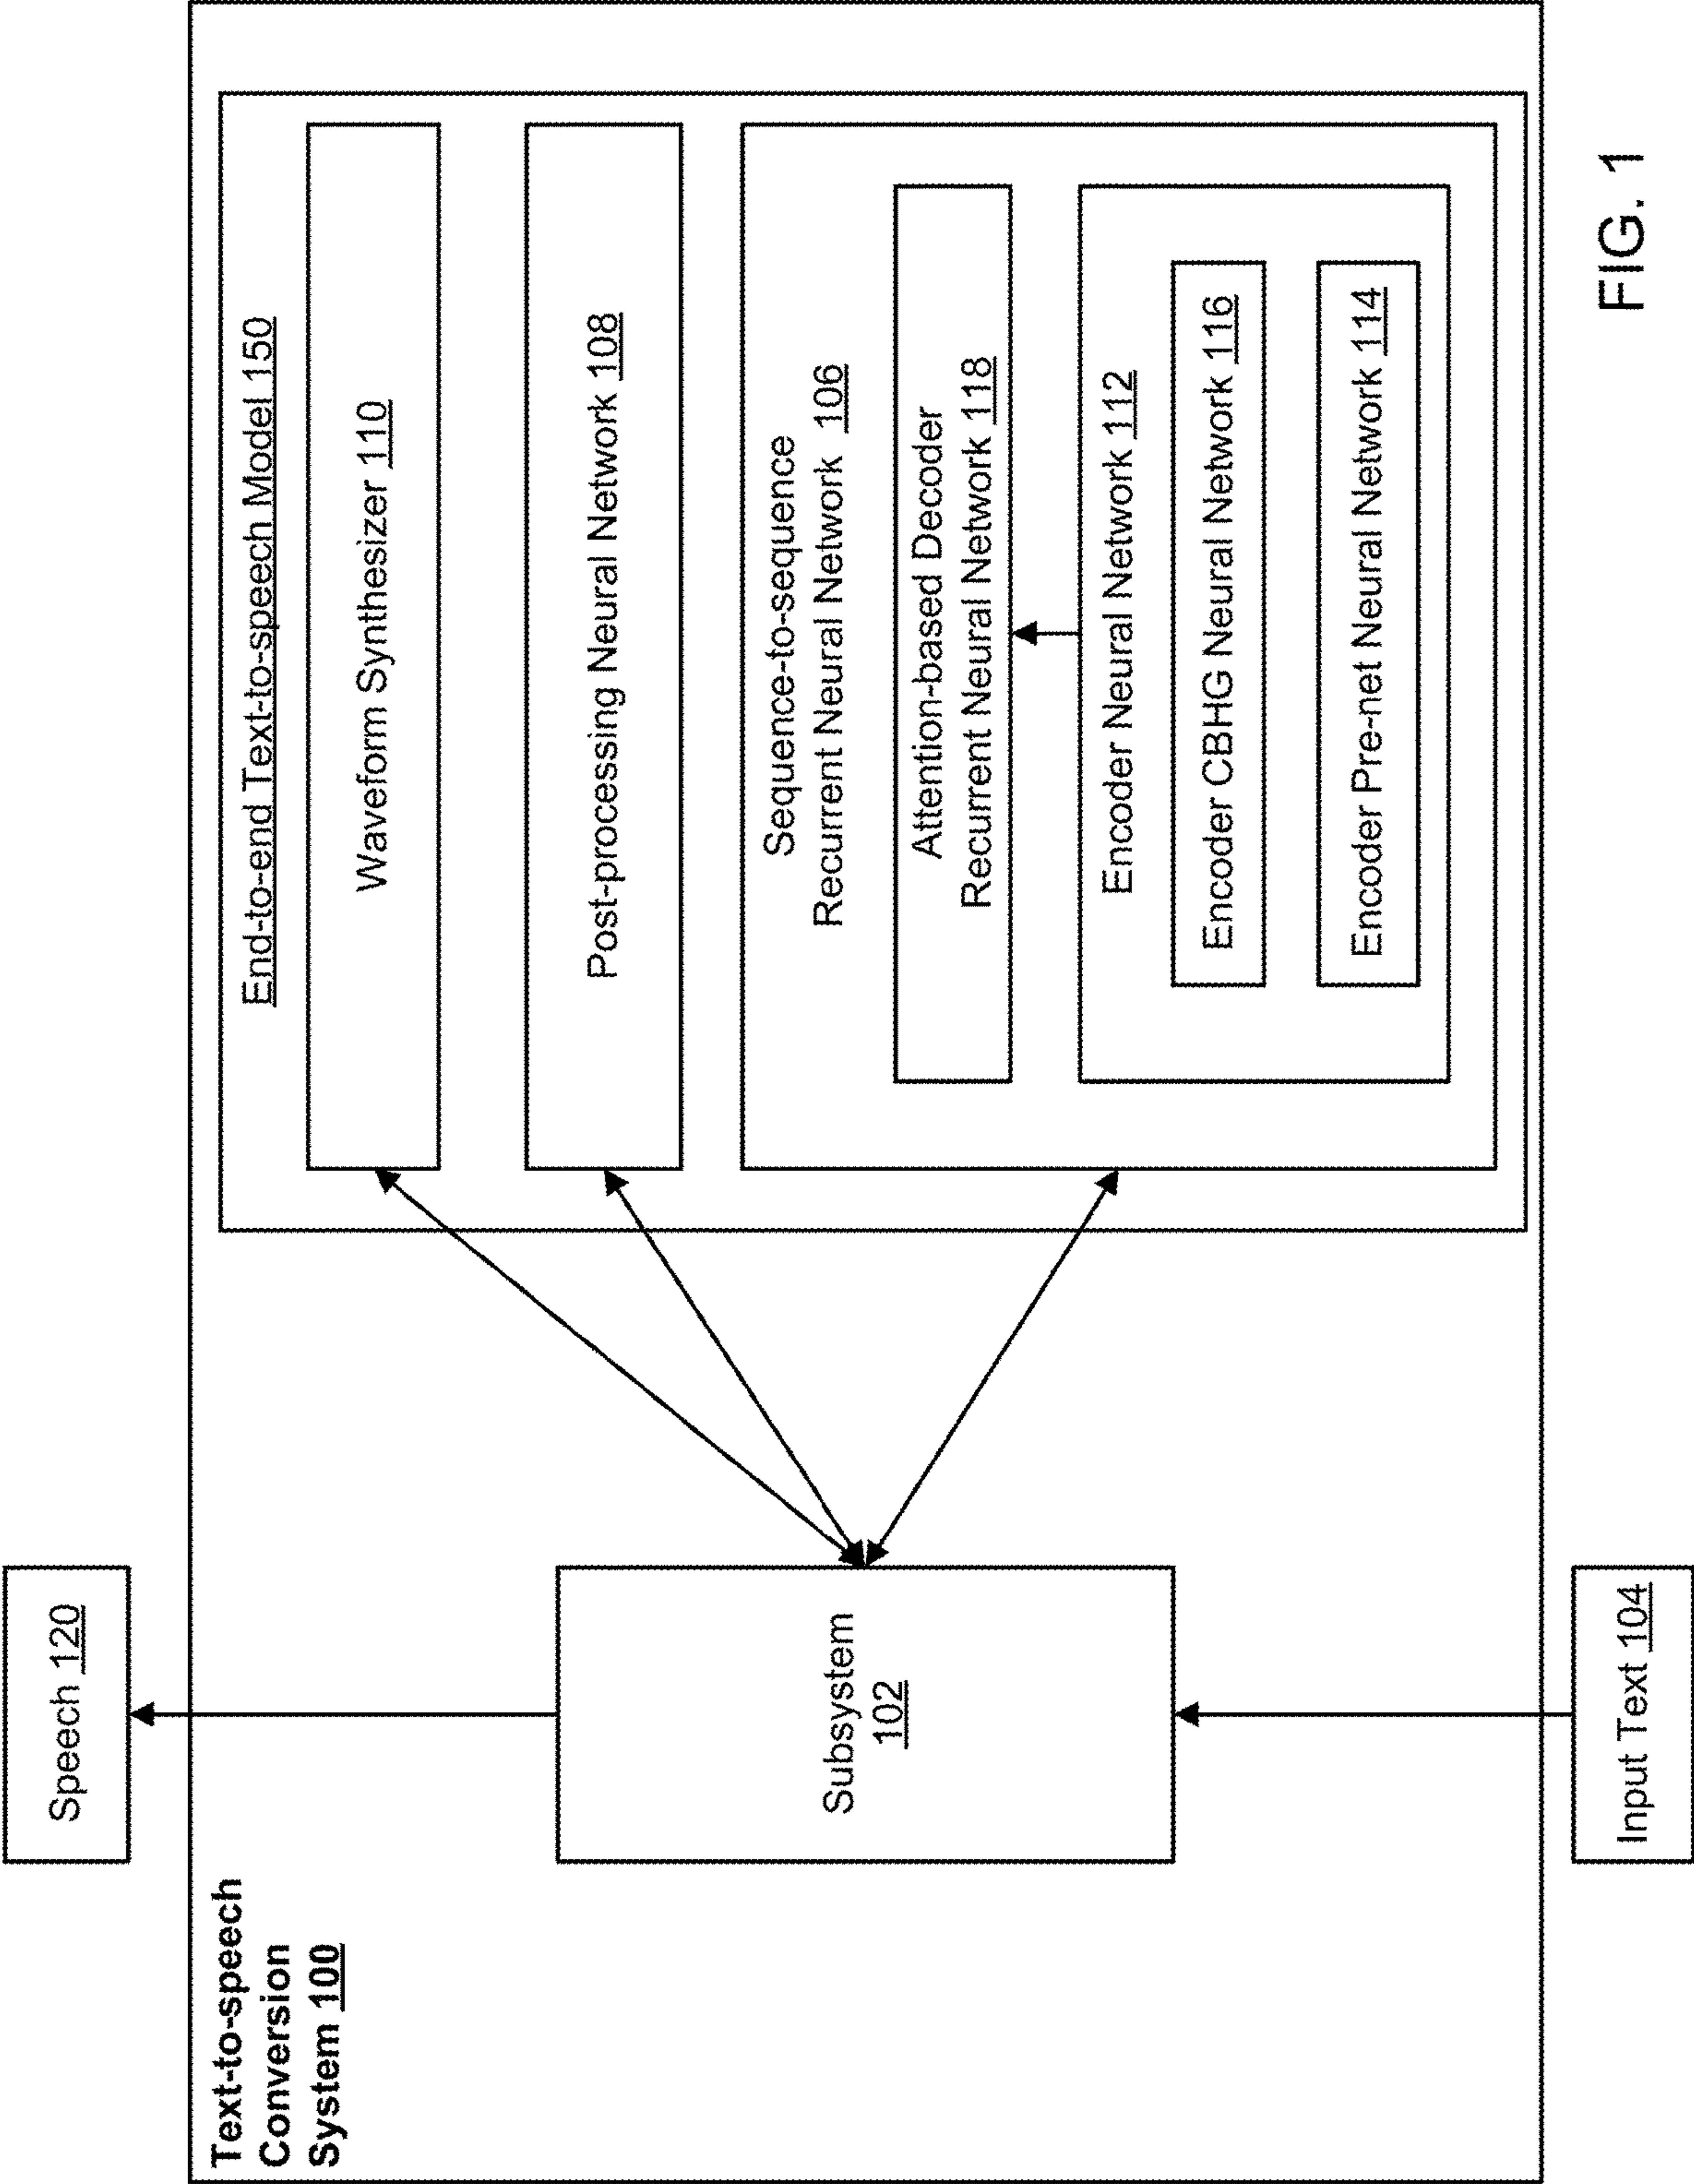 Speech 120
Text-to-speech
Conversion
System 100
End-to-end Text-to-speech Model 150
Waveform Synthesizer 110
Post-processing Neural Network 108
Subsystem
102
Sequence-to-sequence
Recurrent Neural Network 106
Attention-based Decoder
Recurrent Neural Network 118
Encoder Neural Network 112
Encoder CBHG Neural Network 116
Encoder Pre-net Neural Network 114
Input Text 104
FIG. 1